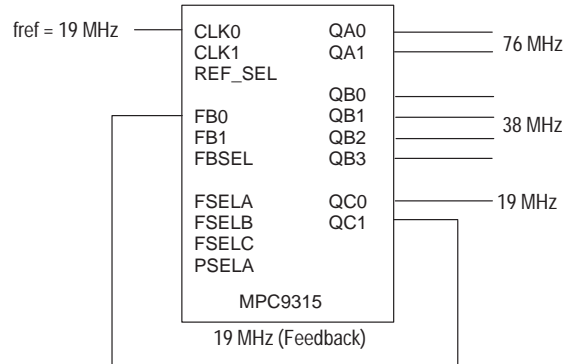 fref = 19 MHz
CLK0
CLK1
REF_SEL
FB0
FB1
FBSEL
FSELA
FSELB
FSELC
PSELA
QA0
QA1
QB0
QB1
QB2
QB3
QC0
QC1
76 MHz
38 MHz
19 MHz
MPC9315
19 MHz (Feedback)